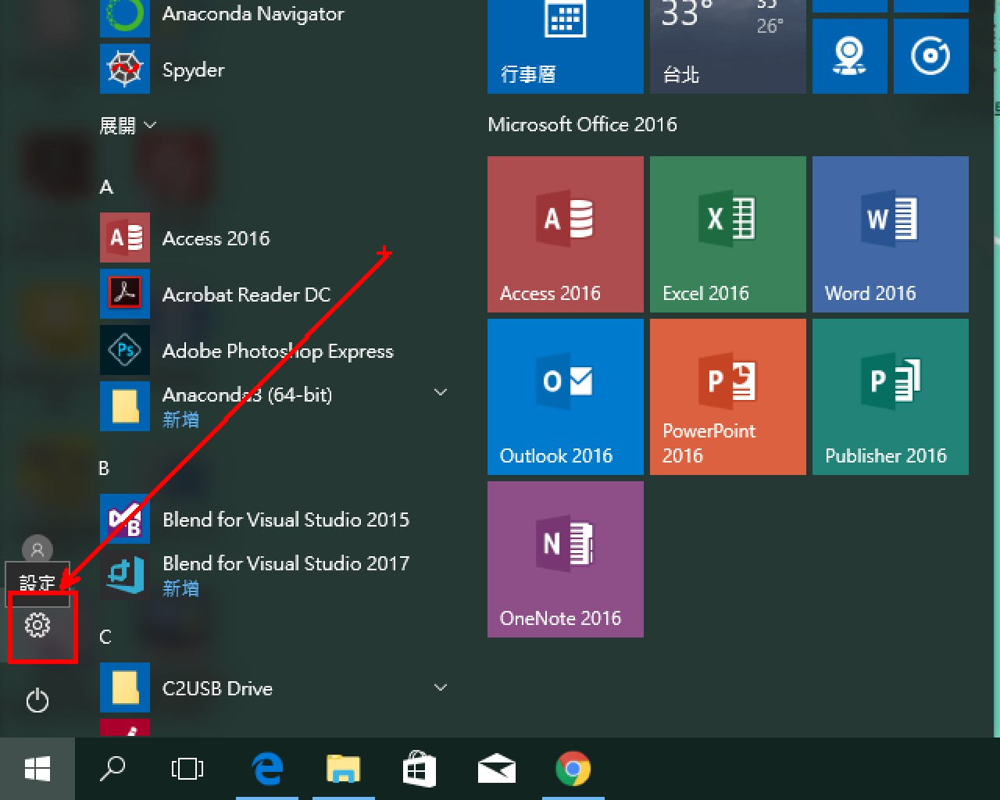 Anaconda Navigator
Spyder
展開
A
Access 2016
Acrobat Reader DC
Adobe Photoshop Express
Anaconda3 (64-bit)
新增
B
Blend for Visual Studio 2015
Blend for Visual Studio 2017
新增
設定
C
C2USB Drive
行事曆
33°
26°
台北
Microsoft Office 2016
Access 2016
Excel 2016
Word 2016
Outlook 2016
PowerPoint
2016
Publisher 2016
OneNote 2016